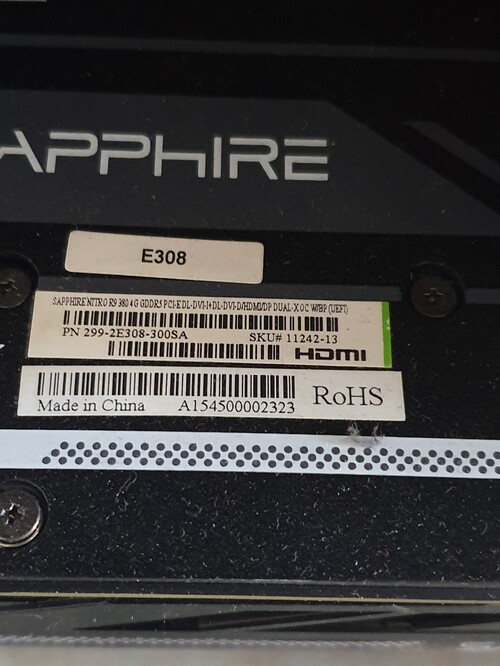 SAPPHIRE
E308
SAPPHIRE NITRO R9 380 4G GDDR5 PCI-E DL-DVI-I+DL-DVI-D/HDMI/DP DUAL-X OC W/BP (UEFI)
PN 299-2E308-300SA SKU# 11242-13
HDMI
Made in China A154500002323 RoHS